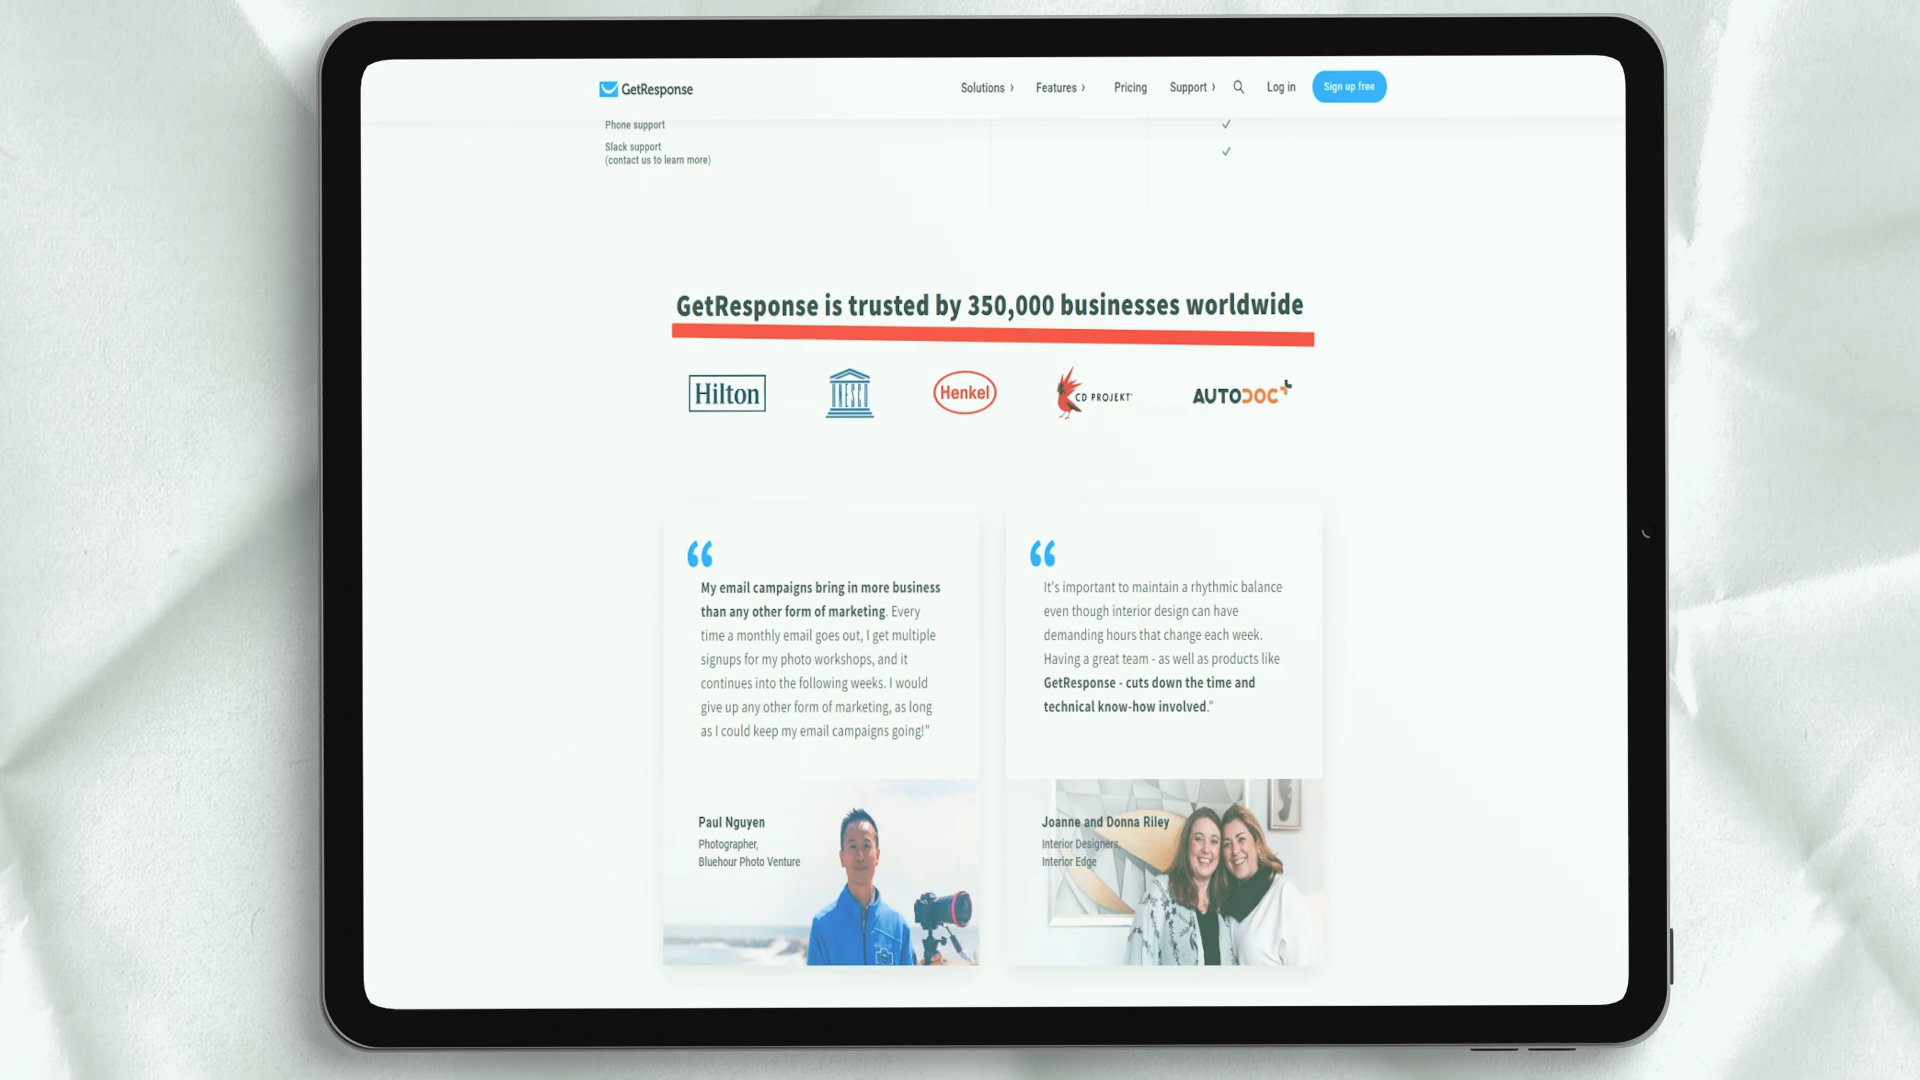 GetResponse
Solutions › Features › Pricing Support › Log in Sign up free
Phone support
Slack support
(contact us to learn more)
GetResponse is trusted by 350,000 businesses worldwide
Hilton UNESCO Henkel CD PROJEKT AUTODOC
“
My email campaigns bring in more business
than any other form of marketing. Every
time a monthly email goes out, I get multiple
signups for my photo workshops, and it
continues into the following weeks. I would
give up any other form of marketing, as long
as I could keep my email campaigns going!"
Paul Nguyen
Photographer,
Bluehour Photo Venture
“
It's important to maintain a rhythmic balance
even though interior design can have
demanding hours that change each week.
Having a great team - as well as products like
GetResponse - cuts down the time and
technical know-how involved."
Joanne and Donna Riley
Interior Designers,
Interior Edge